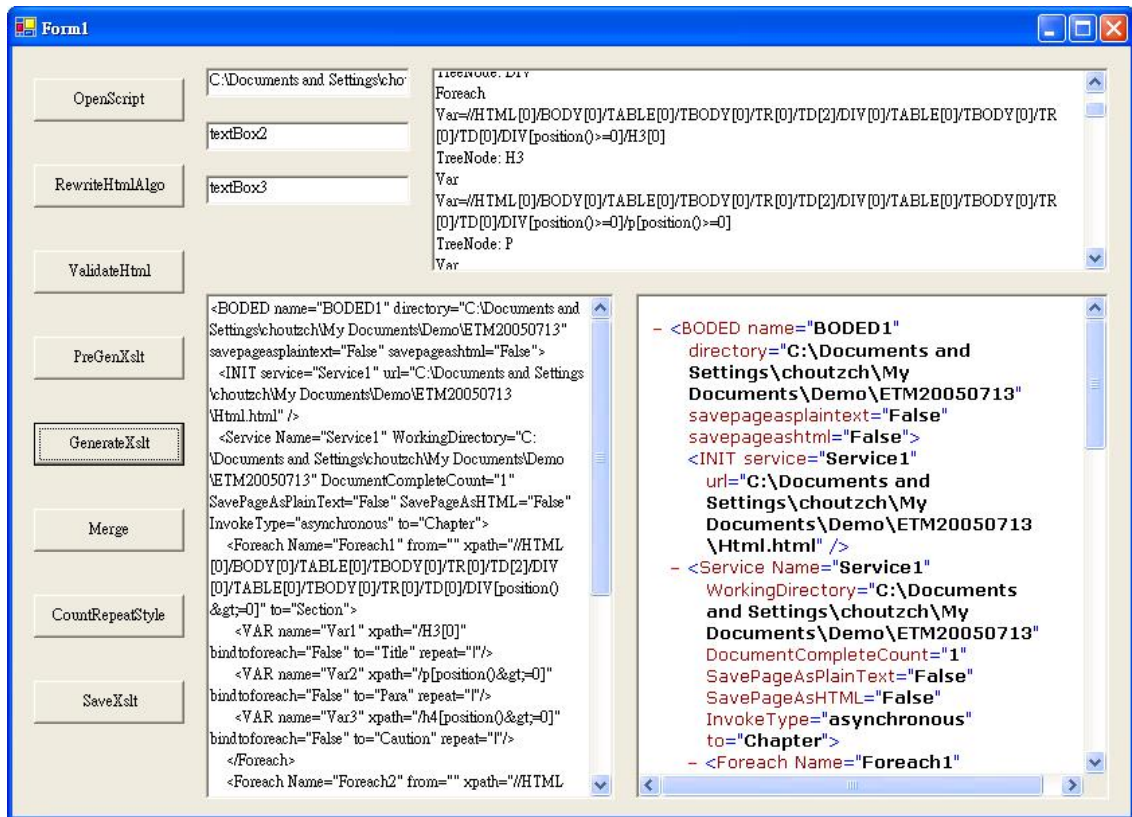 Form1
OpenScript
RewriteHtmlAlgo
ValidateHtml
PreGenXslt
GenerateXslt
Merge
CountRepeatStyle
SaveXslt
C:\Documents and Settings\cho
textBox2
textBox3
TreeNode: DIV
Foreach
Var=//HTML[0]/BODY[0]/TABLE[0]/TBODY[0]/TR[0]/TD[2]/DIV[0]/TABLE[0]/TBODY[0]/TR
[0]/TD[0]/DIV[position()>=0]/H3[0]
TreeNode: H3
Var
Var=//HTML[0]/BODY[0]/TABLE[0]/TBODY[0]/TR[0]/TD[2]/DIV[0]/TABLE[0]/TBODY[0]/TR
[0]/TD[0]/DIV[position()>=0]/p[position()>=0]
TreeNode: P
Var
<BODED name="BODED1" directory="C:\Documents and
Settings\choutzch\My Documents\Demo\ETM20050713"
savepageasplaintext="False" savepageashtml="False">
<INIT service="Service1" url="C:\Documents and Settings
\choutzch\My Documents\Demo\ETM20050713
\Html.html" />
<Service Name="Service1" WorkingDirectory="C:
\Documents and Settings\choutzch\My Documents\Demo
\ETM20050713" DocumentCompleteCount="1"
SavePageAsPlainText="False" SavePageAsHTML="False"
InvokeType="asynchronous" to="Chapter">
<Foreach Name="Foreach1" from="" xpath="//HTML
[0]/BODY[0]/TABLE[0]/TBODY[0]/TR[0]/TD[2]/DIV
[0]/TABLE[0]/TBODY[0]/TR[0]/TD[0]/DIV[position()
&gt;=0]" to="Section">
<VAR name="Var1" xpath="/H3[0]"
bindtoforeach="False" to="Title" repeat="|"/>
<VAR name="Var2" xpath="/p[position()&gt;=0]"
bindtoforeach="False" to="Para" repeat="|"/>
<VAR name="Var3" xpath="/h4[position()&gt;=0]"
bindtoforeach="False" to="Caution" repeat="|"/>
</Foreach>
<Foreach Name="Foreach2" from="" xpath="//HTML
– <BODED name="BODED1"
directory="C:\Documents and
Settings\choutzch\My
Documents\Demo\ETM20050713"
savepageasplaintext="False"
savepageashtml="False">
<INIT service="Service1"
url="C:\Documents and
Settings\choutzch\My
Documents\Demo\ETM20050713
\Html.html" />
– <Service Name="Service1"
WorkingDirectory="C:\Documents
and Settings\choutzch\My
Documents\Demo\ETM20050713"
DocumentCompleteCount="1"
SavePageAsPlainText="False"
SavePageAsHTML="False"
InvokeType="asynchronous"
to="Chapter">
– <Foreach Name="Foreach1"